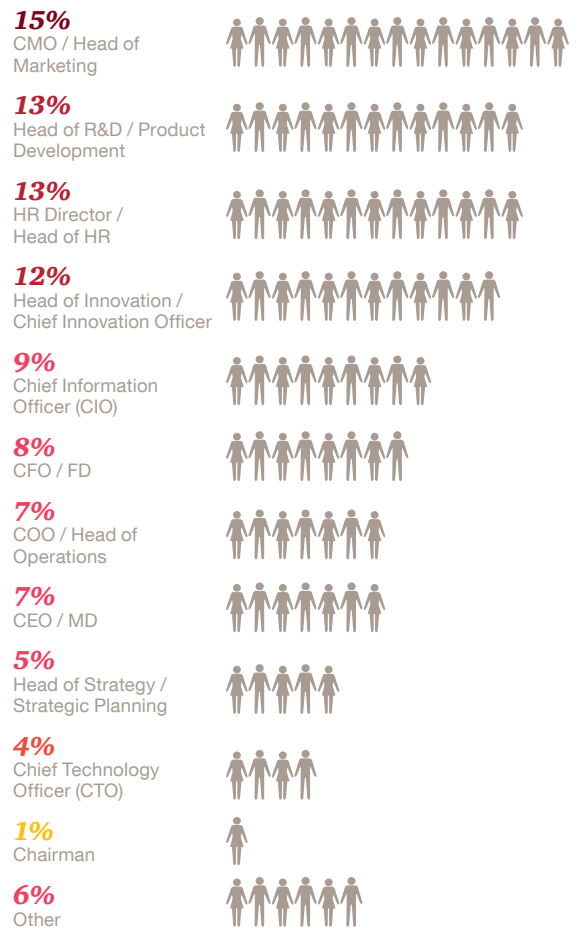 15%
CMO / Head of
Marketing
13%
Head of R&D / Product
Development
13%
HR Director /
Head of HR
12%
Head of Innovation /
Chief Innovation Officer
9%
Chief Information
Officer (CIO)
8%
CFO / FD
7%
COO / Head of
Operations
7%
CEO / MD
5%
Head of Strategy /
Strategic Planning
4%
Chief Technology
Officer (CTO)
1%
Chairman
6%
Other